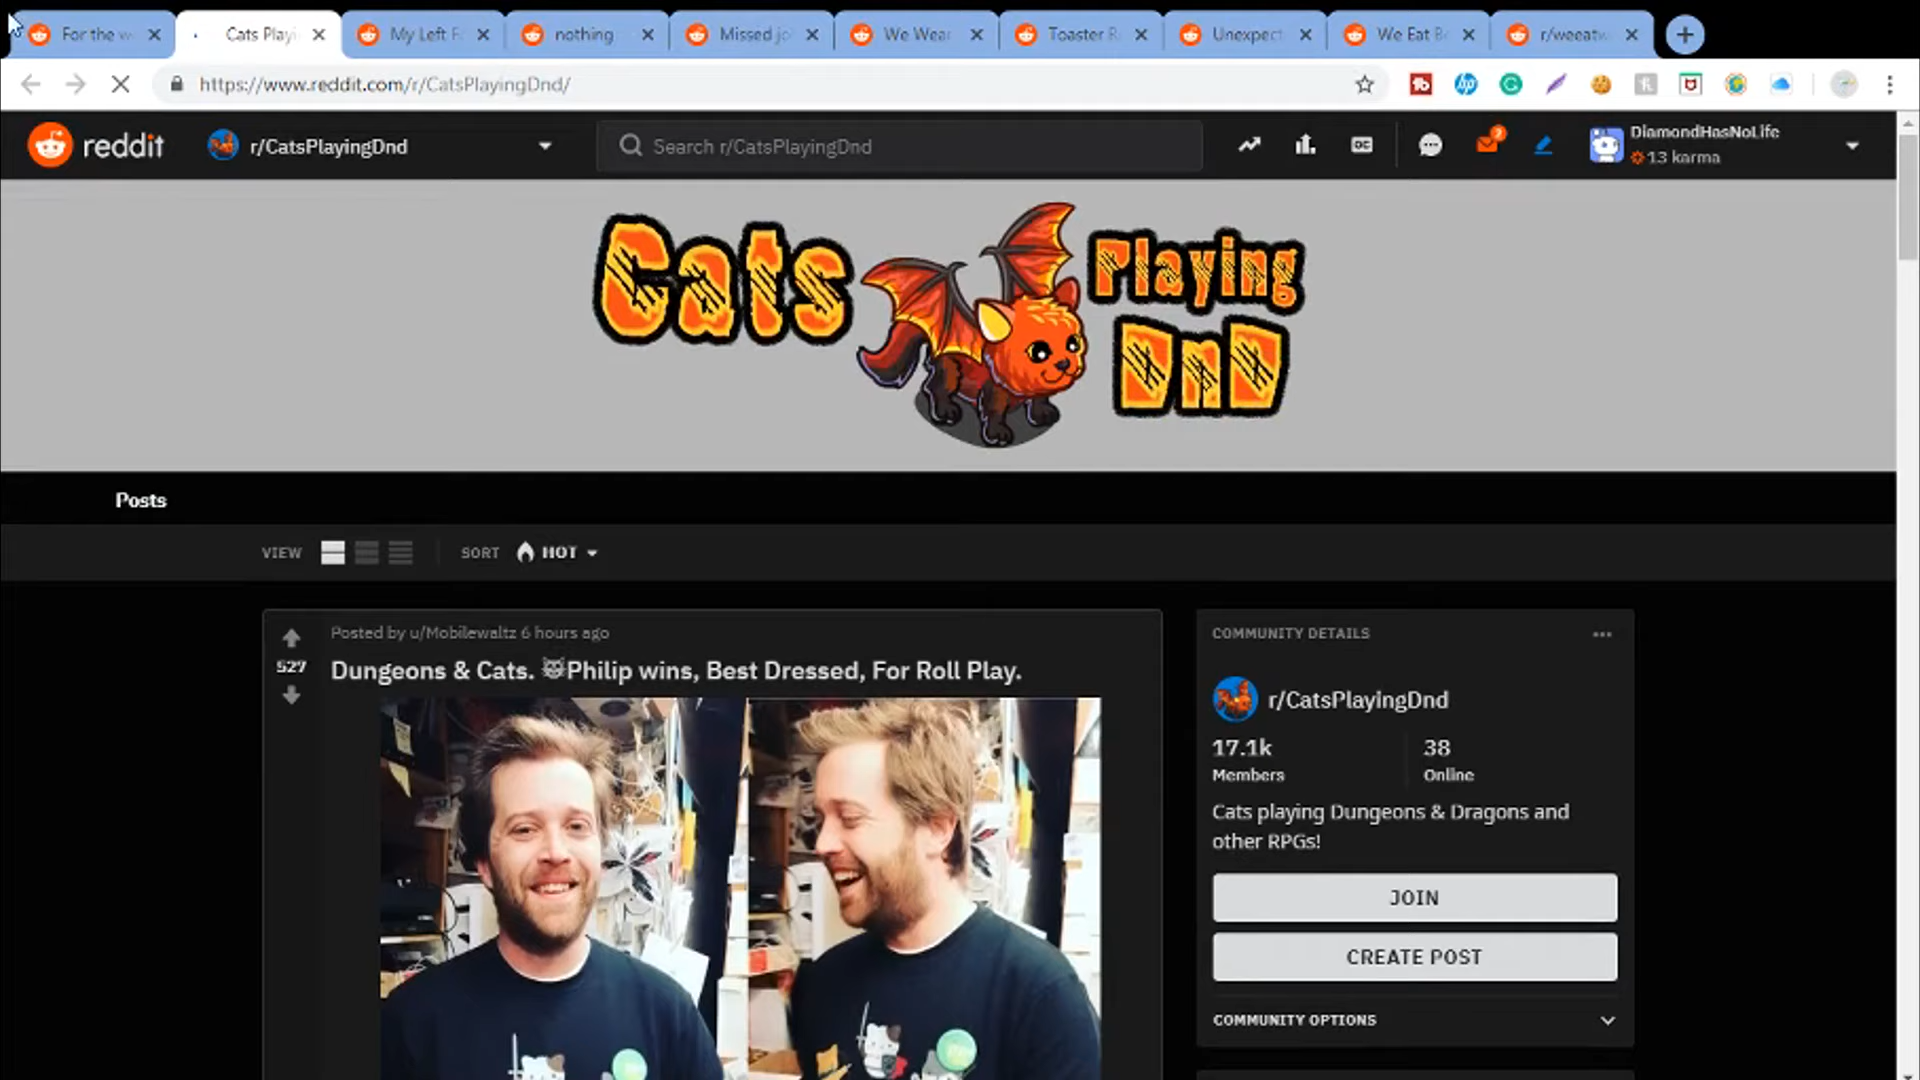 For the w
Cats Playi
My Left F
nothing
Missed jo
We Wear
Toaster R
Unexpect
We Eat B
r/weeatw
https://www.reddit.com/r/CatsPlayingDnd/
reddit
r/CatsPlayingDnd
Search r/CatsPlayingDnd
DiamondHasNoLife
13 karma
Cats
Playing
DnD
Posts
VIEW
SORT
HOT
Posted by u/Mobilewaltz 6 hours ago
527
Dungeons & Cats. 😺Philip wins, Best Dressed, For Roll Play.
COMMUNITY DETAILS
r/CatsPlayingDnd
17.1k
38
Members
Online
Cats playing Dungeons & Dragons and
other RPGs!
JOIN
CREATE POST
COMMUNITY OPTIONS